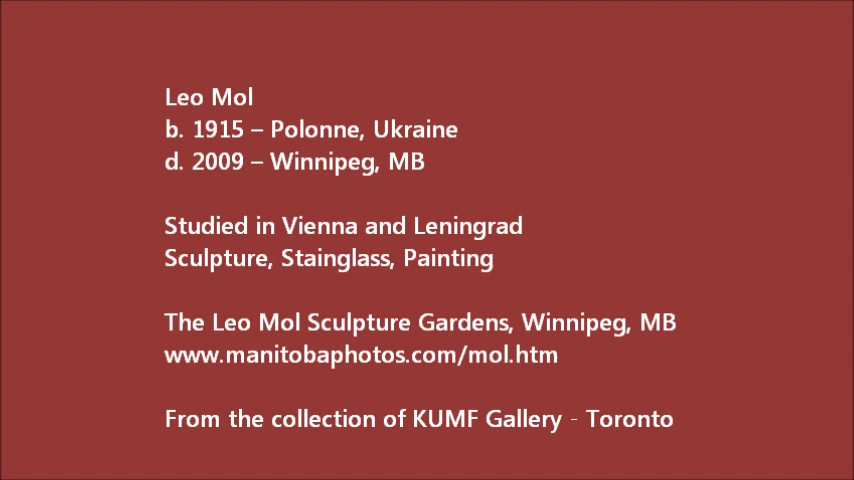 Leo Mol
b. 1915 – Polonne, Ukraine
d. 2009 – Winnipeg, MB
Studied in Vienna and Leningrad
Sculpture, Stainglass, Painting
The Leo Mol Sculpture Gardens, Winnipeg, MB
www.manitobaphotos.com/mol.htm
From the collection of KUMF Gallery - Toronto